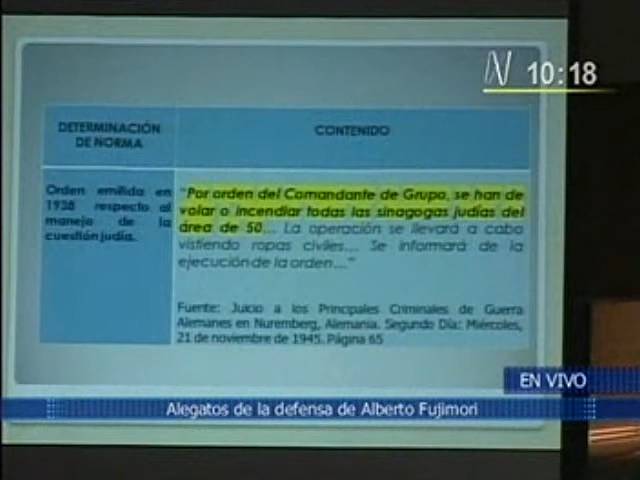 N 10:18
DETERMINACIÓN
DE NORMA
CONTENIDO
Orden emitida en
1938 respecto al
manejo de la
cuestión judía.
"Por orden del Comandante de Grupo, se han de
volar o incendiar todas las sinagogas judías del
área de 50... La operación se llevará a cabo
vistiendo ropas civiles... Se informará de la
ejecución de la orden..."
Fuente: Juicio a los Principales Criminales de Guerra
Alemanes en Nuremberg, Alemania. Segundo Día: Miércoles,
21 de noviembre de 1945. Página 65
EN VIVO
Alegatos de la defensa de Alberto Fujimori